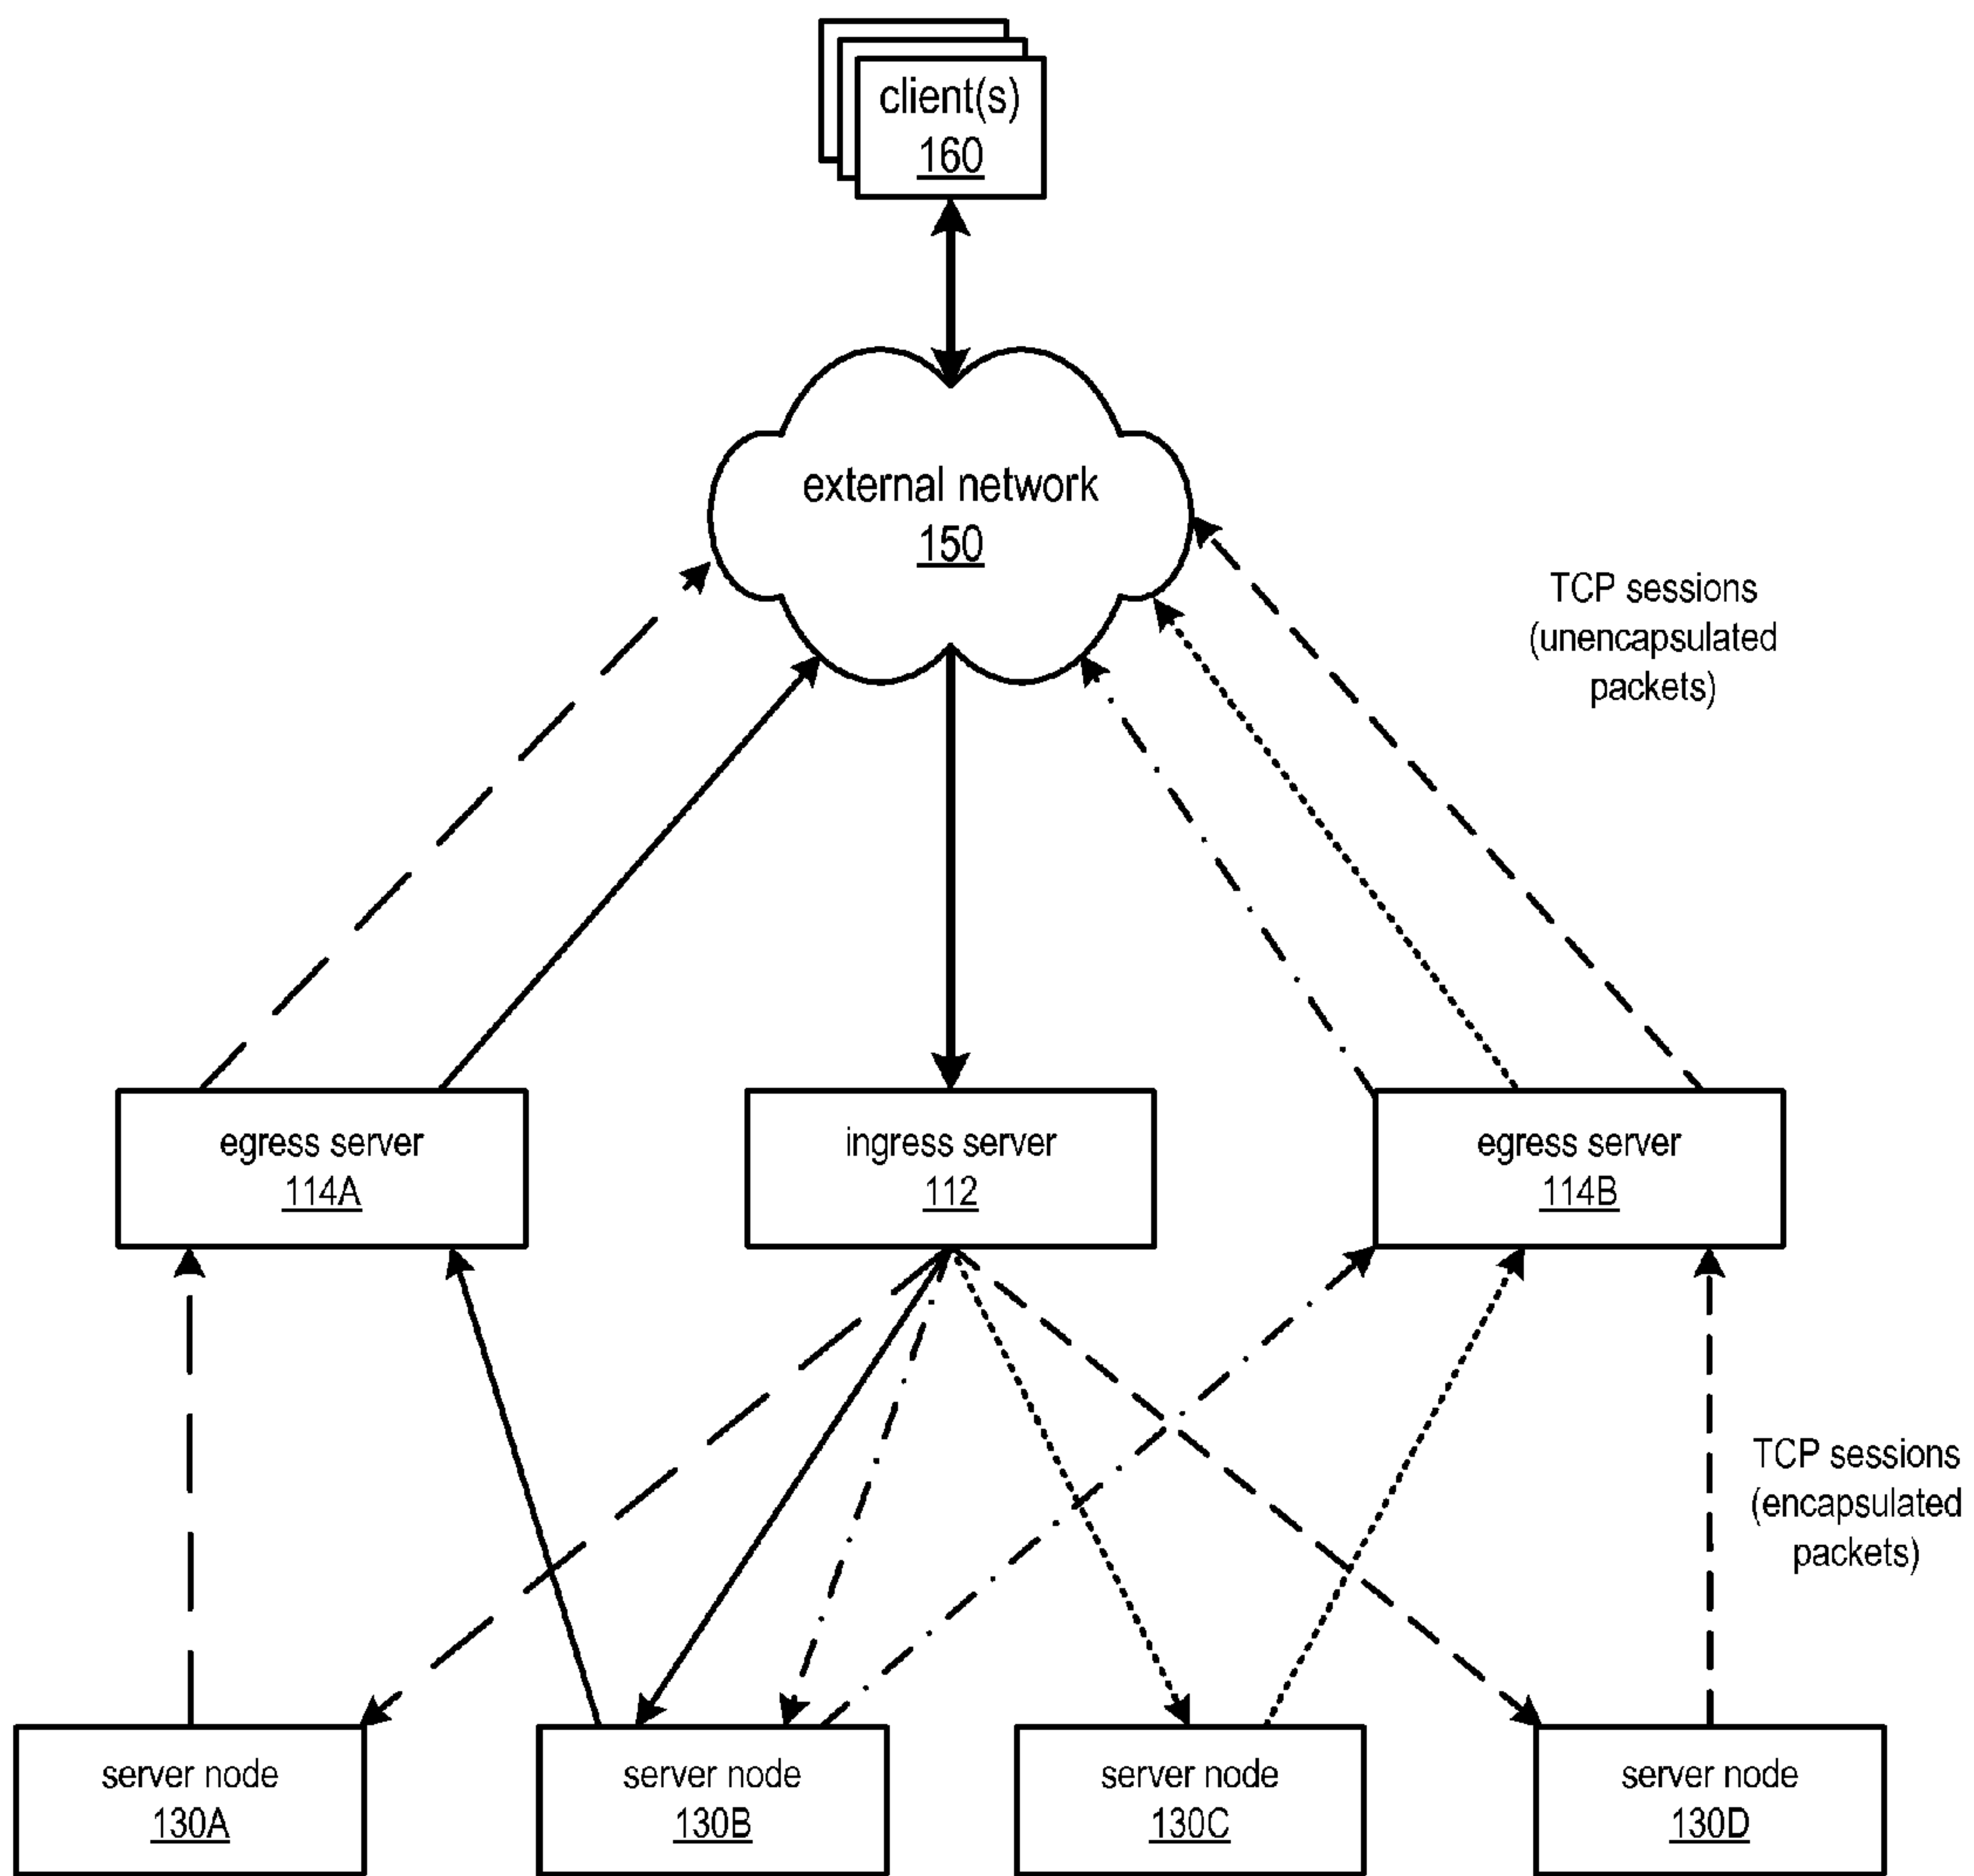 client(s)
160
external network
150
TCP sessions
(unencapsulated
packets)
egress server
114A
ingress server
112
egress server
114B
TCP sessions
(encapsulated
packets)
server node
130A
server node
130B
server node
130C
server node
130D